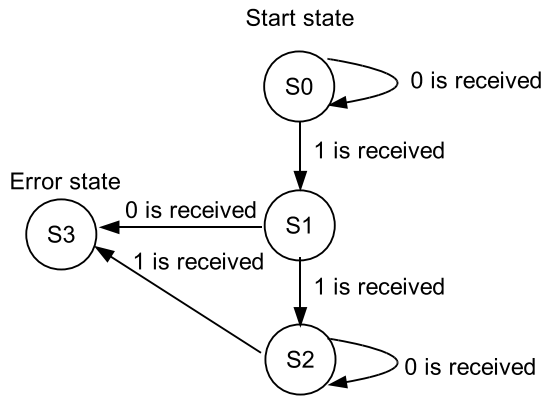 Start state
S0
0 is received
1 is received
Error state
0 is received
S1
S3
1 is received
1 is received
S2
0 is received